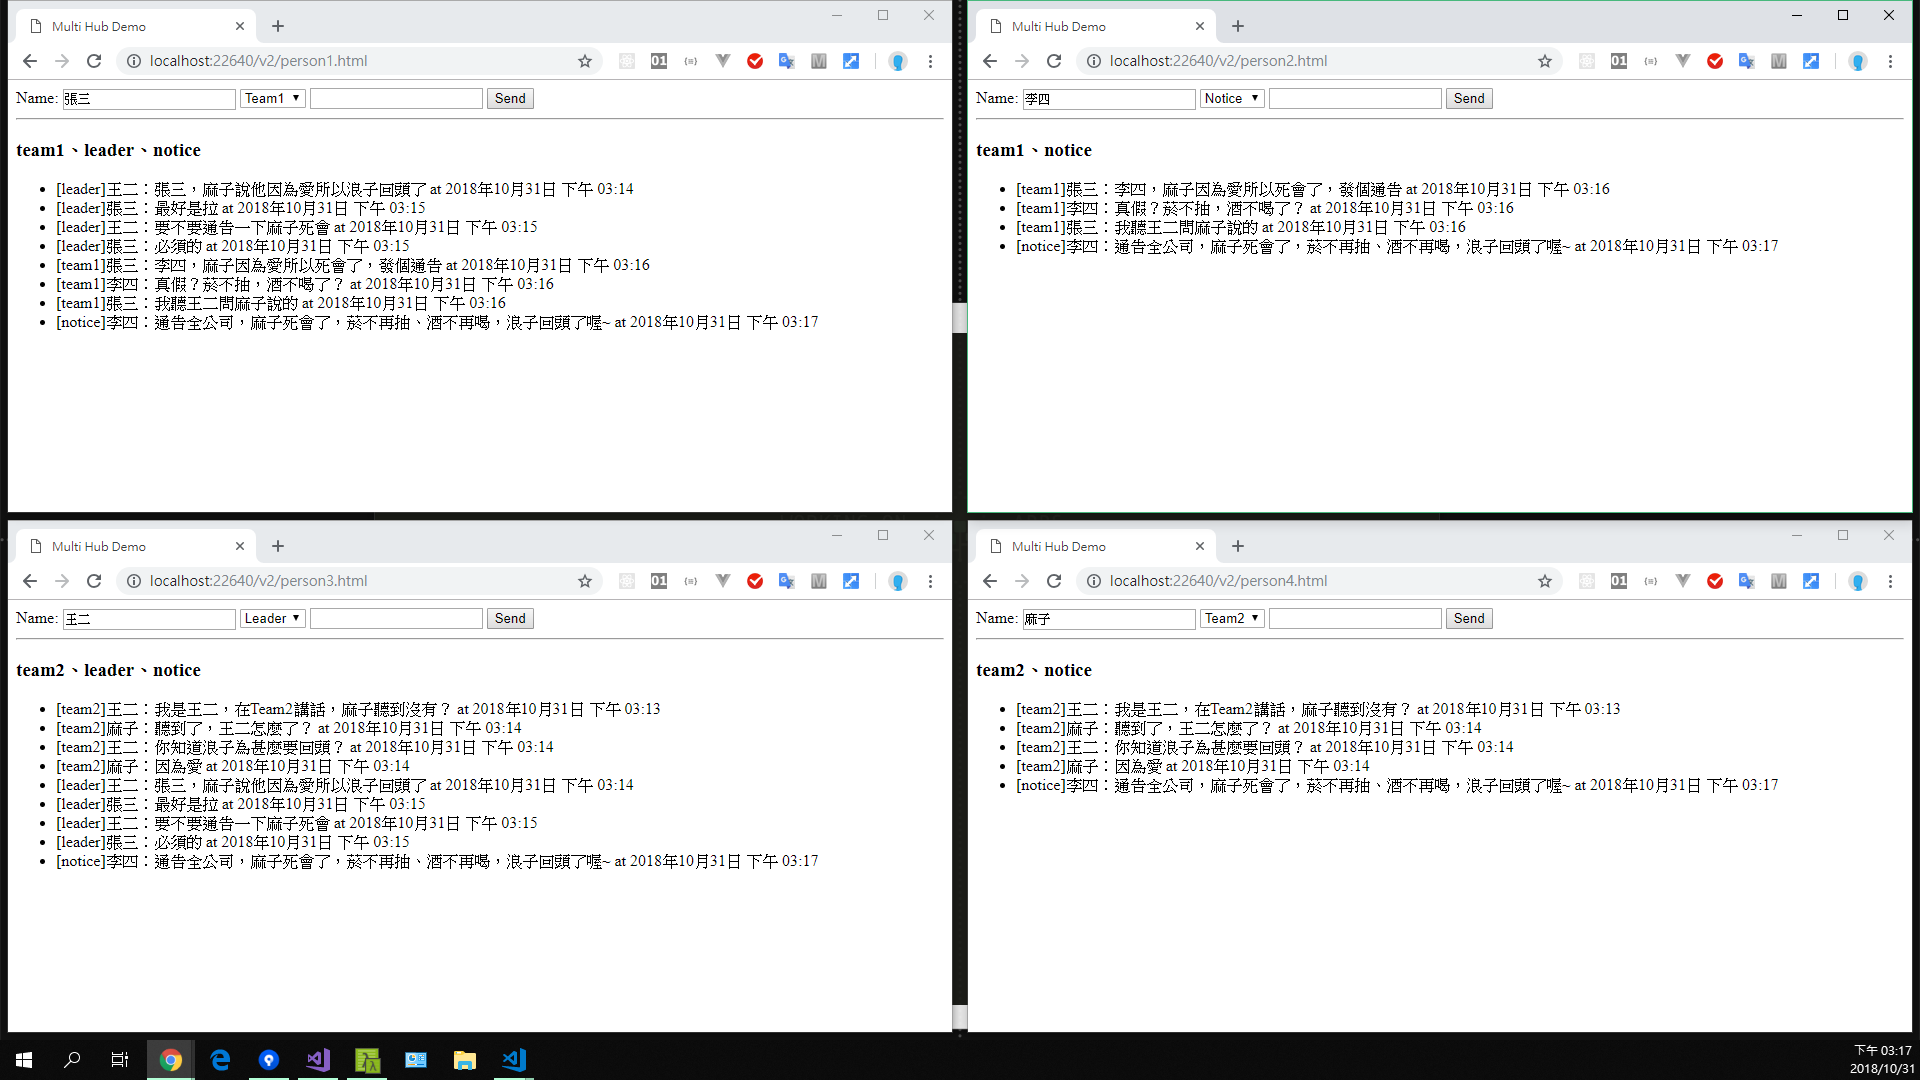 Multi Hub Demo
localhost:22640/v2/person1.html
01
Name: 張三 Team1 Send
team1、leader、notice
[leader]王二：張三，麻子說他因為愛所以浪子回頭了 at 2018年10月31日 下午 03:14
[leader]張三：最好是拉 at 2018年10月31日 下午 03:15
[leader]王二：要不要通告一下麻子死會 at 2018年10月31日 下午 03:15
[leader]張三：必須的 at 2018年10月31日 下午 03:15
[team1]張三：李四，麻子因為愛所以死會了，發個通告 at 2018年10月31日 下午 03:16
[team1]李四：真假？菸不抽，酒不喝了？ at 2018年10月31日 下午 03:16
[team1]張三：我聽王二問麻子說的 at 2018年10月31日 下午 03:16
[notice]李四：通告全公司，麻子死會了，菸不再抽、酒不再喝，浪子回頭了喔~ at 2018年10月31日 下午 03:17
Multi Hub Demo
localhost:22640/v2/person2.html
01
Name: 李四 Notice Send
team1、notice
[team1]張三：李四，麻子因為愛所以死會了，發個通告 at 2018年10月31日 下午 03:16
[team1]李四：真假？菸不抽，酒不喝了？ at 2018年10月31日 下午 03:16
[team1]張三：我聽王二問麻子說的 at 2018年10月31日 下午 03:16
[notice]李四：通告全公司，麻子死會了，菸不再抽、酒不再喝，浪子回頭了喔~ at 2018年10月31日 下午 03:17
Multi Hub Demo
localhost:22640/v2/person3.html
01
Name: 王二 Leader Send
team2、leader、notice
[team2]王二：我是王二，在Team2講話，麻子聽到沒有？ at 2018年10月31日 下午 03:13
[team2]麻子：聽到了，王二怎麼了？ at 2018年10月31日 下午 03:14
[team2]王二：你知道浪子為甚麼要回頭？ at 2018年10月31日 下午 03:14
[team2]麻子：因為愛 at 2018年10月31日 下午 03:14
[leader]王二：張三，麻子說他因為愛所以浪子回頭了 at 2018年10月31日 下午 03:14
[leader]張三：最好是拉 at 2018年10月31日 下午 03:15
[leader]王二：要不要通告一下麻子死會 at 2018年10月31日 下午 03:15
[leader]張三：必須的 at 2018年10月31日 下午 03:15
[notice]李四：通告全公司，麻子死會了，菸不再抽、酒不再喝，浪子回頭了喔~ at 2018年10月31日 下午 03:17
Multi Hub Demo
localhost:22640/v2/person4.html
01
Name: 麻子 Team2 Send
team2、notice
[team2]王二：我是王二，在Team2講話，麻子聽到沒有？ at 2018年10月31日 下午 03:13
[team2]麻子：聽到了，王二怎麼了？ at 2018年10月31日 下午 03:14
[team2]王二：你知道浪子為甚麼要回頭？ at 2018年10月31日 下午 03:14
[team2]麻子：因為愛 at 2018年10月31日 下午 03:14
[notice]李四：通告全公司，麻子死會了，菸不再抽、酒不再喝，浪子回頭了喔~ at 2018年10月31日 下午 03:17
下午 03:17
2018/10/31